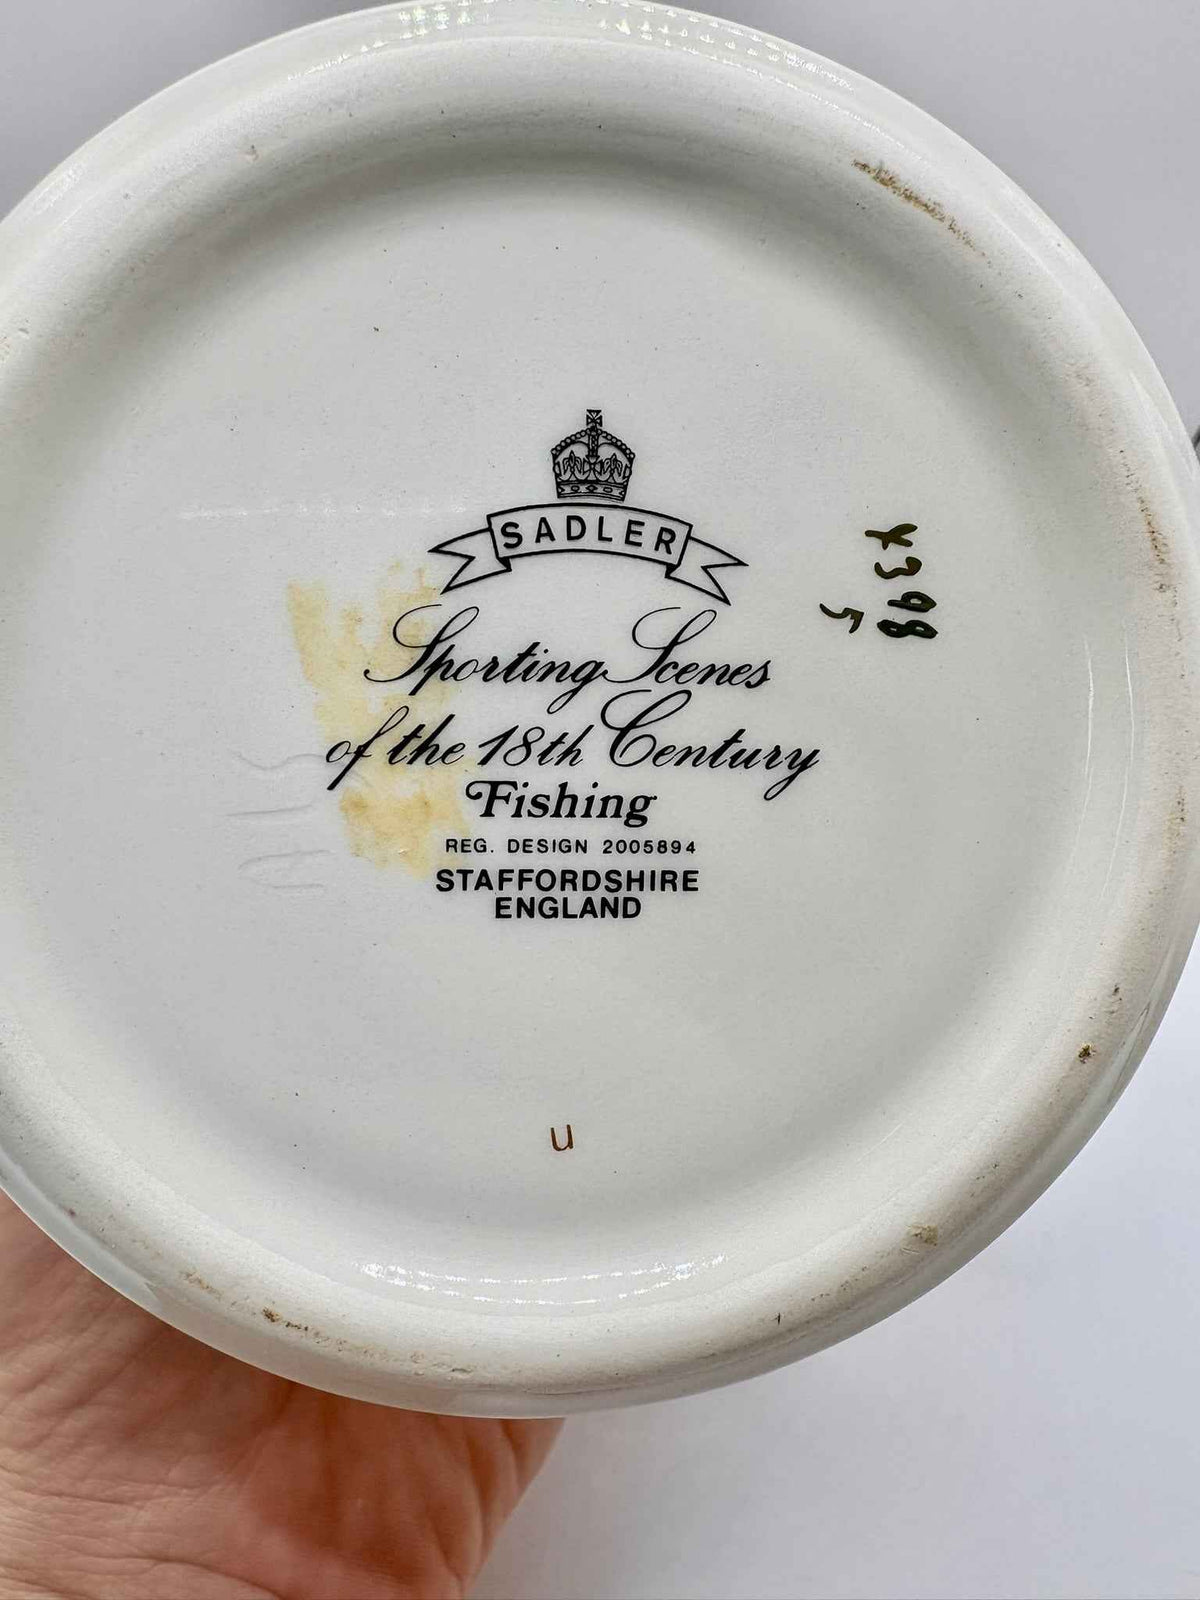 SADLER
Sporting Scenes
of the 18th Century
Fishing
REG. DESIGN 2005894
STAFFORDSHIRE
ENGLAND
u